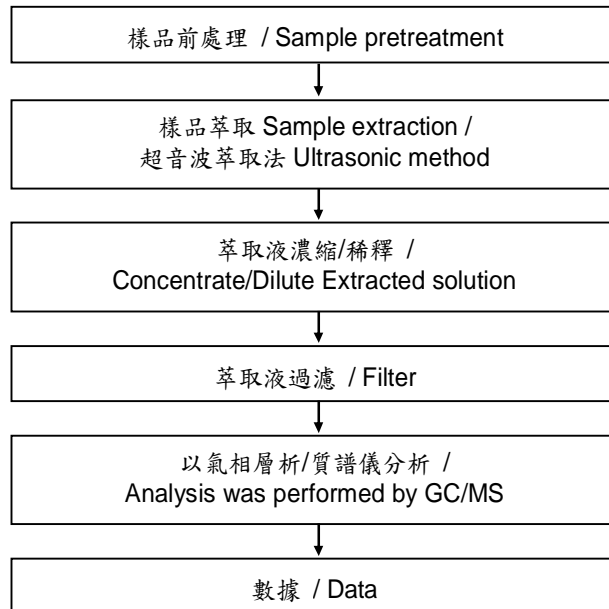 樣品前處理 / Sample pretreatment
樣品萃取 Sample extraction /
超音波萃取法 Ultrasonic method
萃取液濃縮/稀釋 /
Concentrate/Dilute Extracted solution
萃取液過濾 / Filter
以氣相層析/質譜儀分析 /
Analysis was performed by GC/MS
數據 / Data